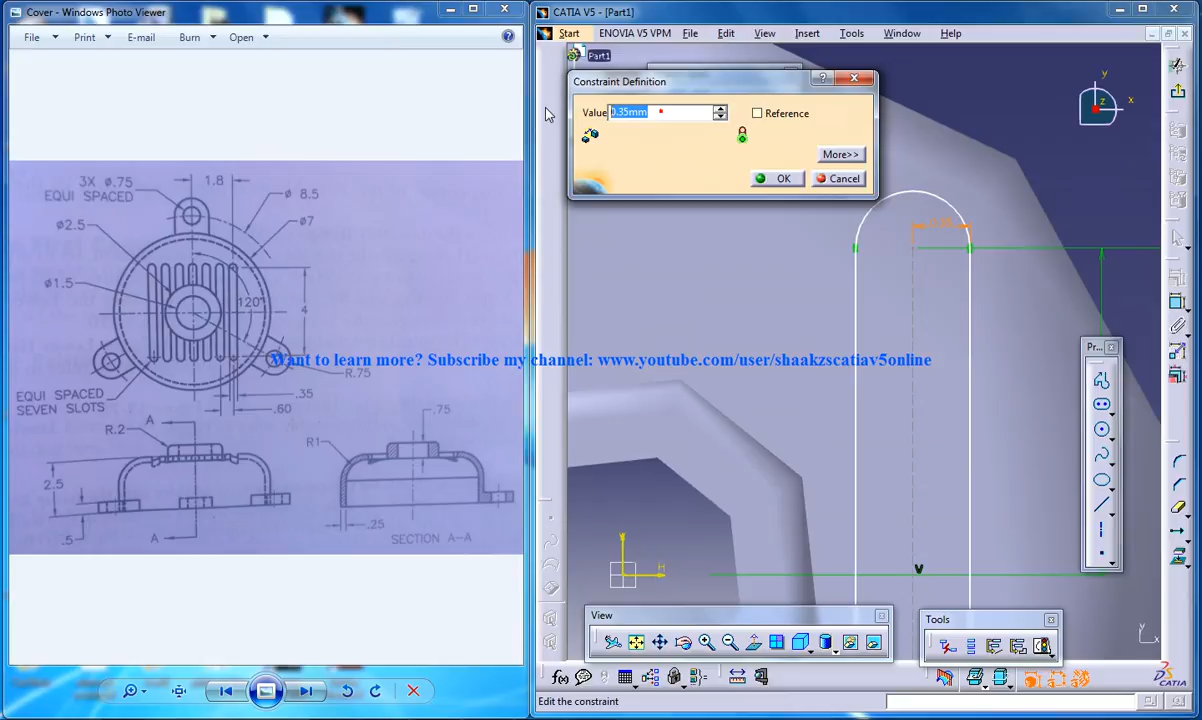 Cover - Windows Photo Viewer
File
Print
E-mail
Burn
Open
3X ø.75
EQUI SPACED
1.8
ø 8.5
ø7
ø2.5
ø1.5
120°
4
R.75
.35
.60
EQUI SPACED
SEVEN SLOTS
A
R.2
.75
R1
2.5
.5
A
.25
SECTION A-A
CATIA V5 - [Part1]
Start
ENOVIA V5 VPM
File
Edit
View
Insert
Tools
Window
Help
Part1
Constraint Definition
Value
0.35mm
Reference
More>>
OK
Cancel
y
x
z
Want to learn more? Subscribe my channel: www.youtube.com/user/shaakzscatiav5online
Pr...
V
H
V
View
Tools
y
x
f(x)
CATIA
Edit the constraint